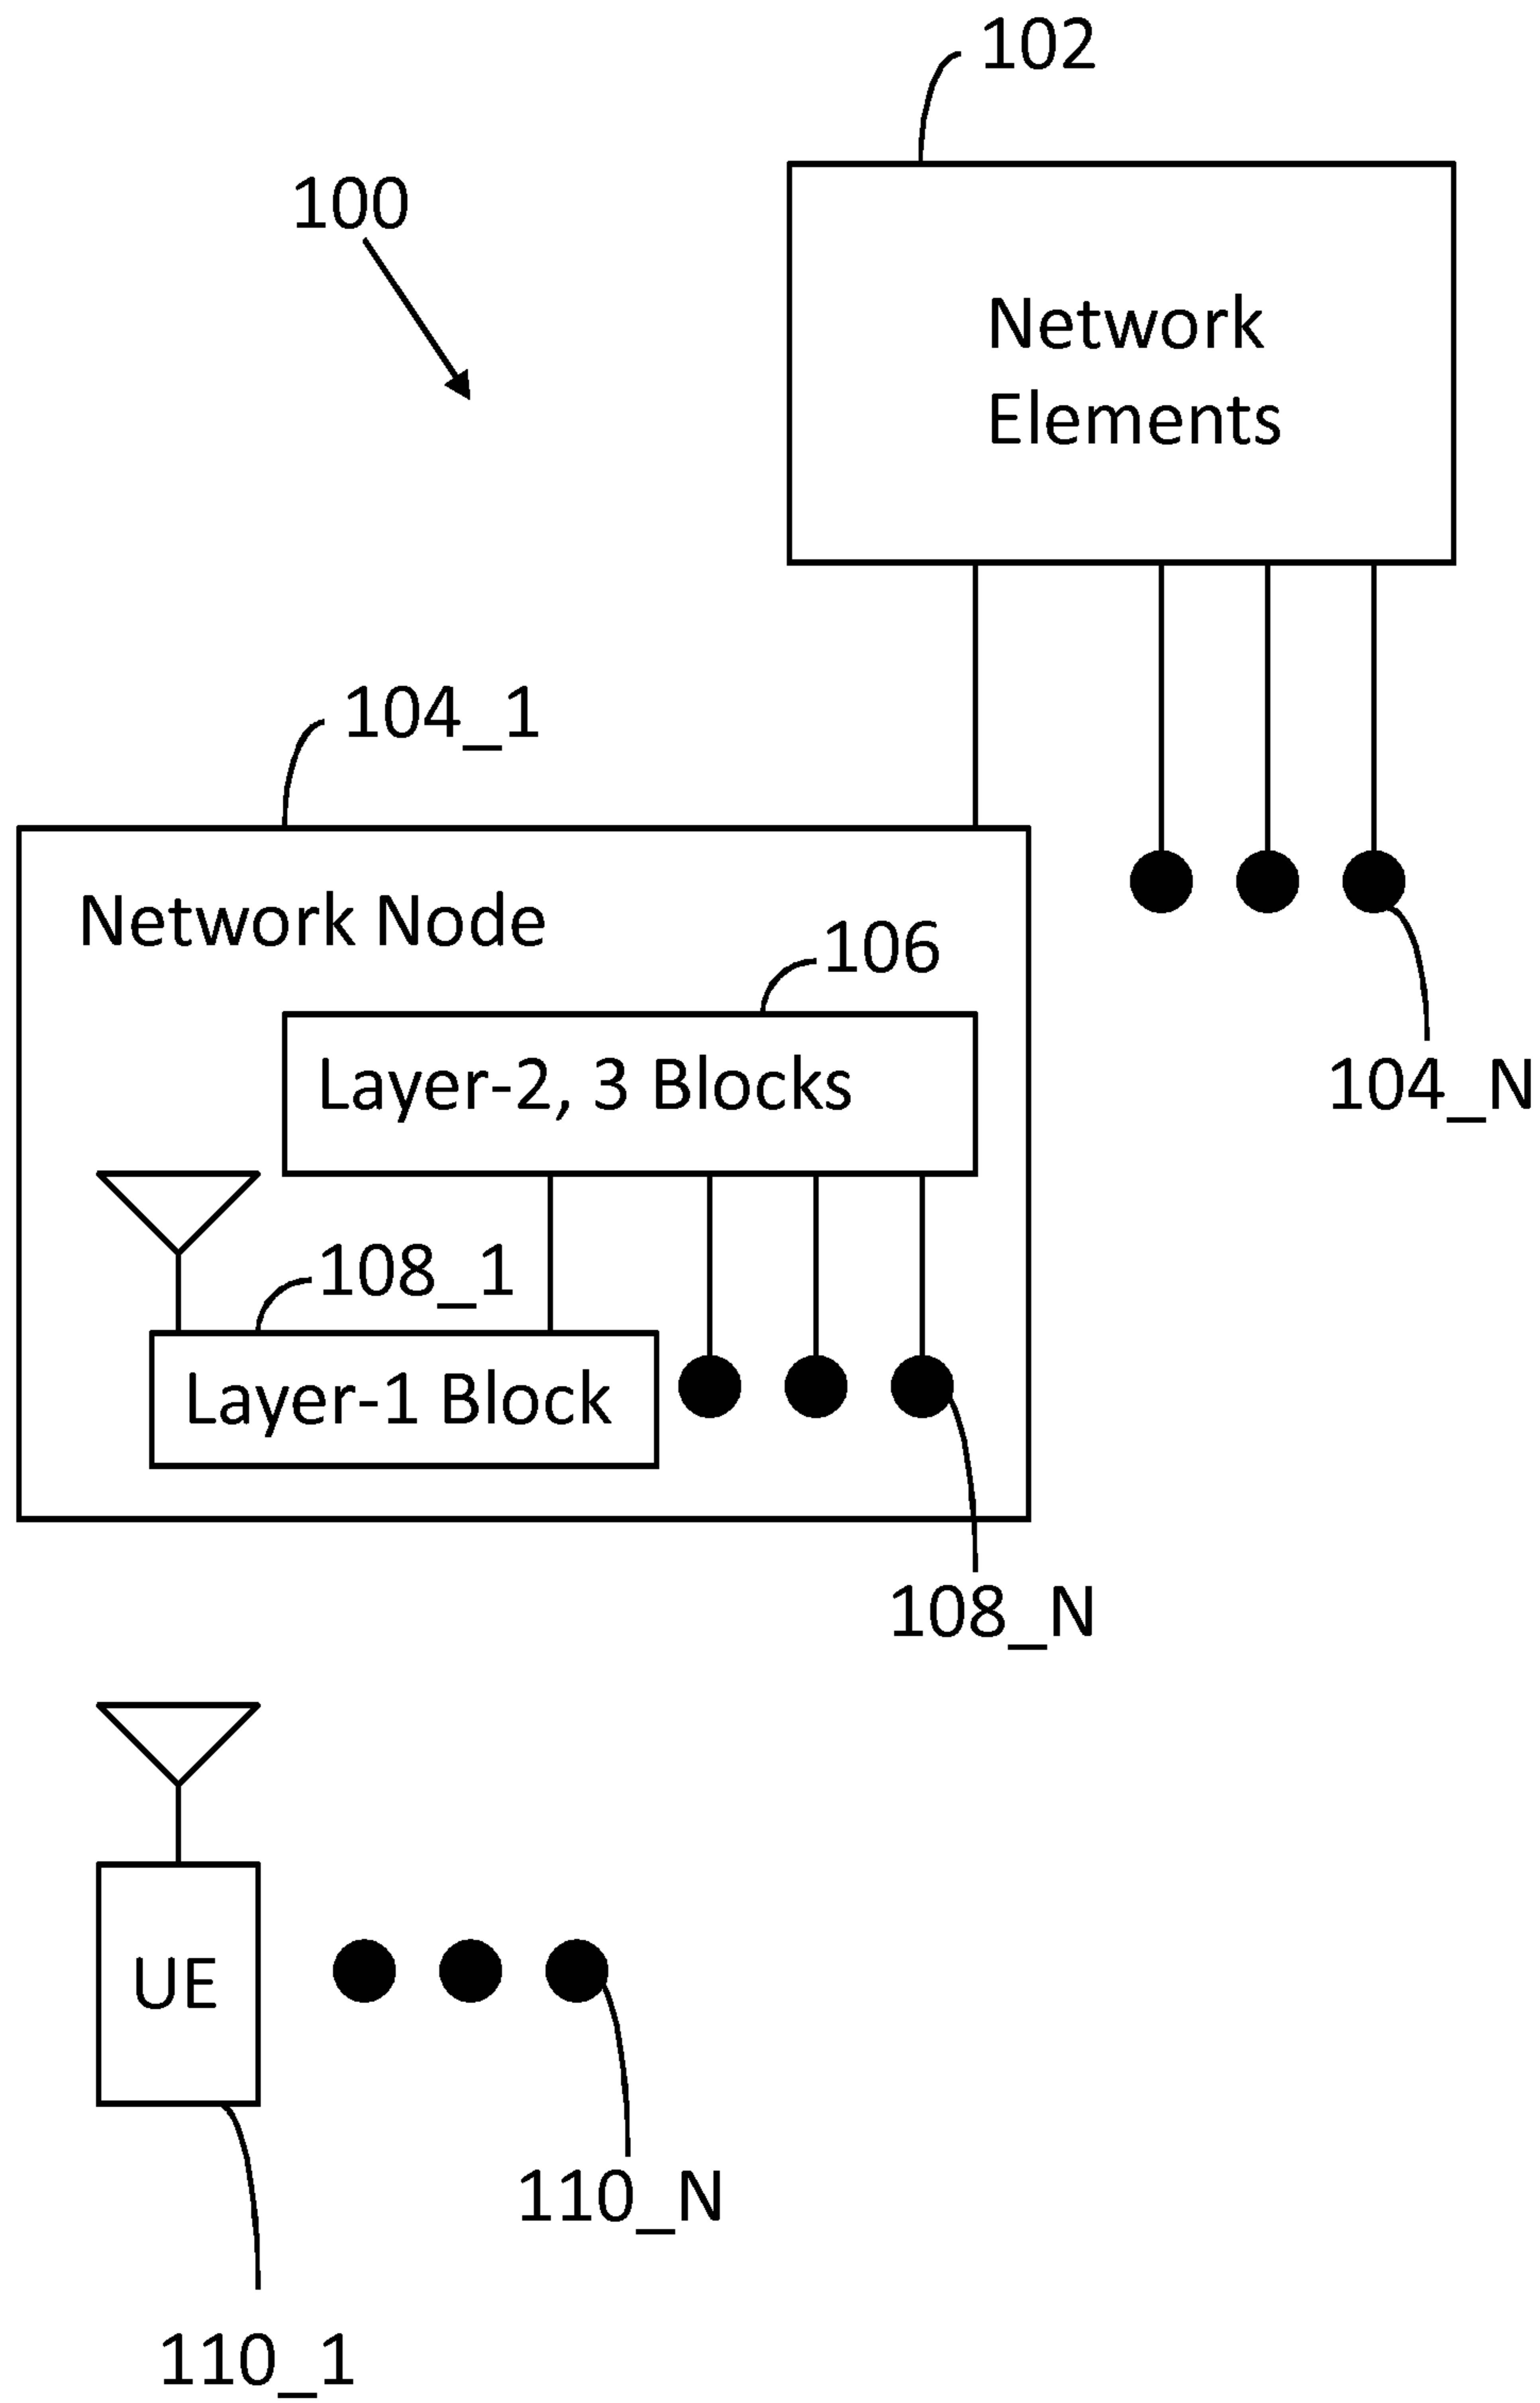 102
100
Network
Elements
104_1
Network Node
106
Layer-2, 3 Blocks
104_N
108_1
Layer-1 Block
108_N
UE
110_N
110_1